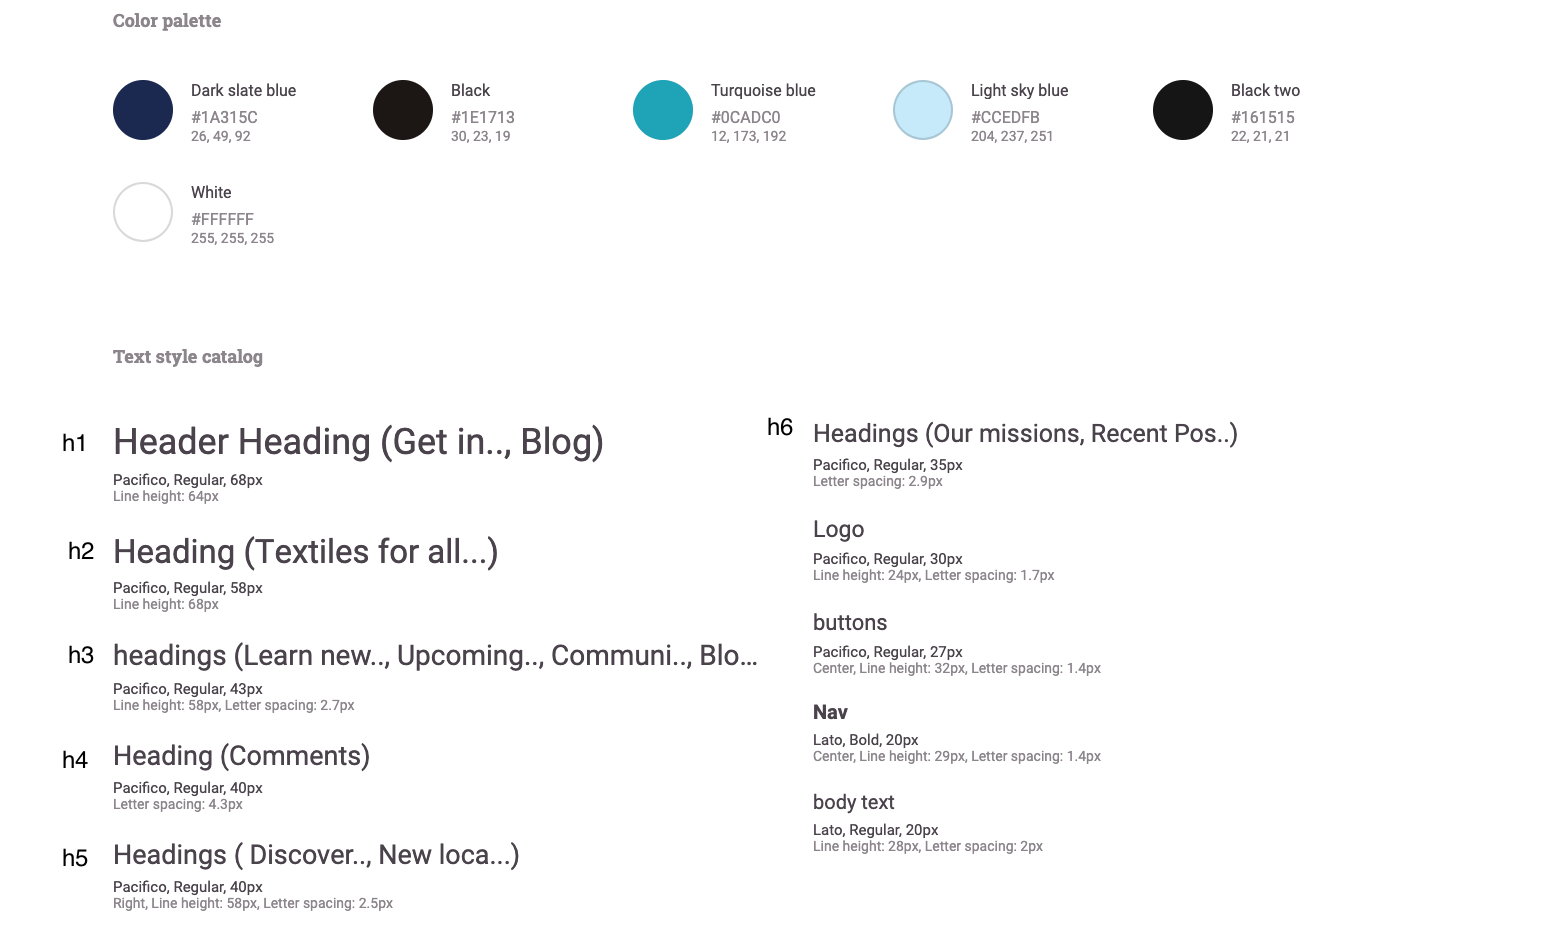 Color palette
Dark slate blue
#1A315C
26, 49, 92
Black
#1E1713
30, 23, 19
Turquoise blue
#0CADC0
12, 173, 192
Light sky blue
#CCEDFB
204, 237, 251
Black two
#161515
22, 21, 21
White
#FFFFFF
255, 255, 255
Text style catalog
h1
Header Heading (Get in.., Blog)
Pacifico, Regular, 68px
Line height: 64px
h2
Heading (Textiles for all...)
Pacifico, Regular, 58px
Line height: 68px
h3
headings (Learn new.., Upcoming.., Communi.., Blo...
Pacifico, Regular, 43px
Line height: 58px, Letter spacing: 2.7px
h4
Heading (Comments)
Pacifico, Regular, 40px
Letter spacing: 4.3px
h5
Headings ( Discover.., New loca...)
Pacifico, Regular, 40px
Right, Line height: 58px, Letter spacing: 2.5px
h6
Headings (Our missions, Recent Pos..)
Pacifico, Regular, 35px
Letter spacing: 2.9px
Logo
Pacifico, Regular, 30px
Line height: 24px, Letter spacing: 1.7px
buttons
Pacifico, Regular, 27px
Center, Line height: 32px, Letter spacing: 1.4px
Nav
Lato, Bold, 20px
Center, Line height: 29px, Letter spacing: 1.4px
body text
Lato, Regular, 20px
Line height: 28px, Letter spacing: 2px